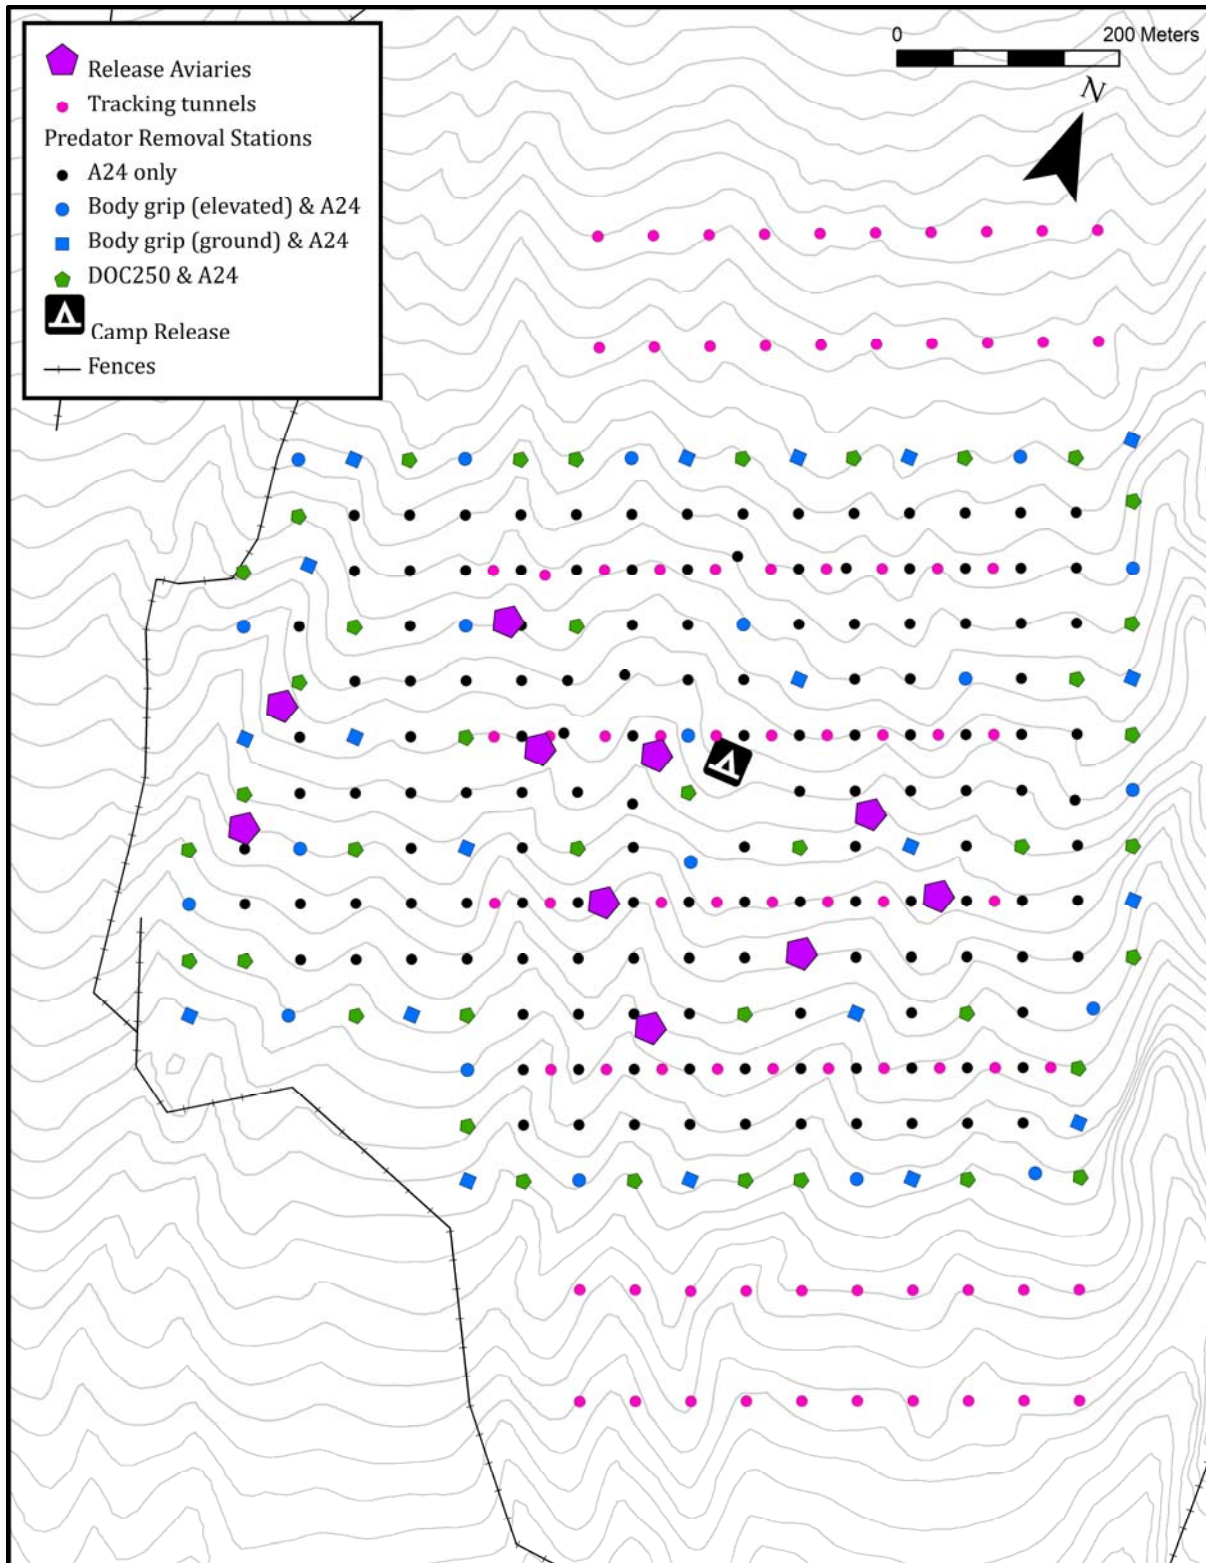 Release Aviaries
Tracking tunnels
Predator Removal Stations
A24 only
Body grip (elevated) & A24
Body grip (ground) & A24
DOC250 & A24
Camp Release
Fences
0 200 Meters
N